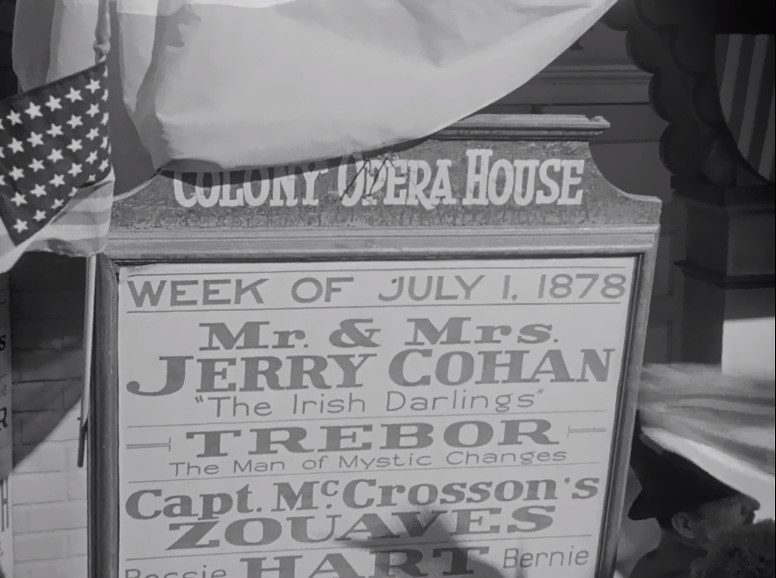 COLONY OPERA HOUSE
WEEK OF JULY 1, 1878
Mr. & Mrs.
JERRY COHAN
"The Irish Darlings"
TREBOR
The Man of Mystic Changes
Capt. McCrosson's
ZOUAVES
Bessie HART Bernie